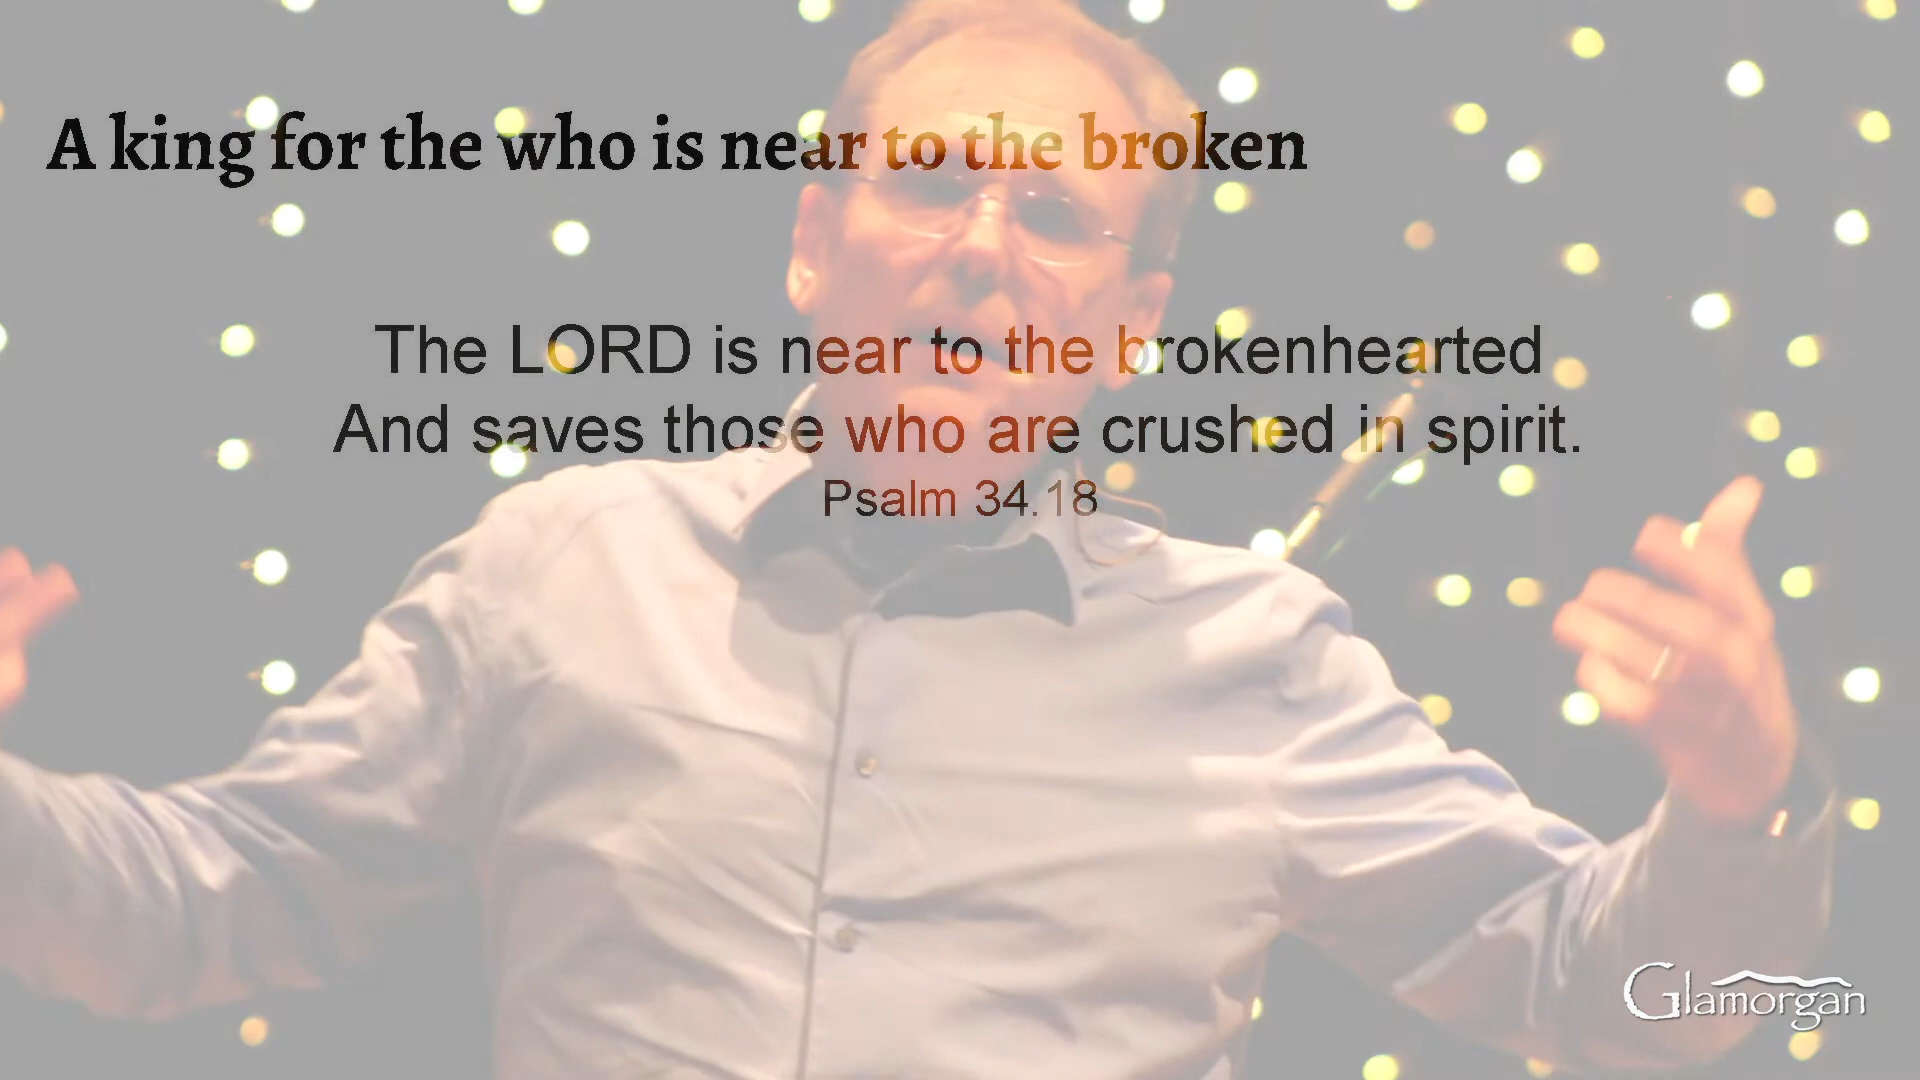 A king for the who is near to the broken
The LORD is near to the brokenhearted
And saves those who are crushed in spirit.
Psalm 34.18
Glamorgan